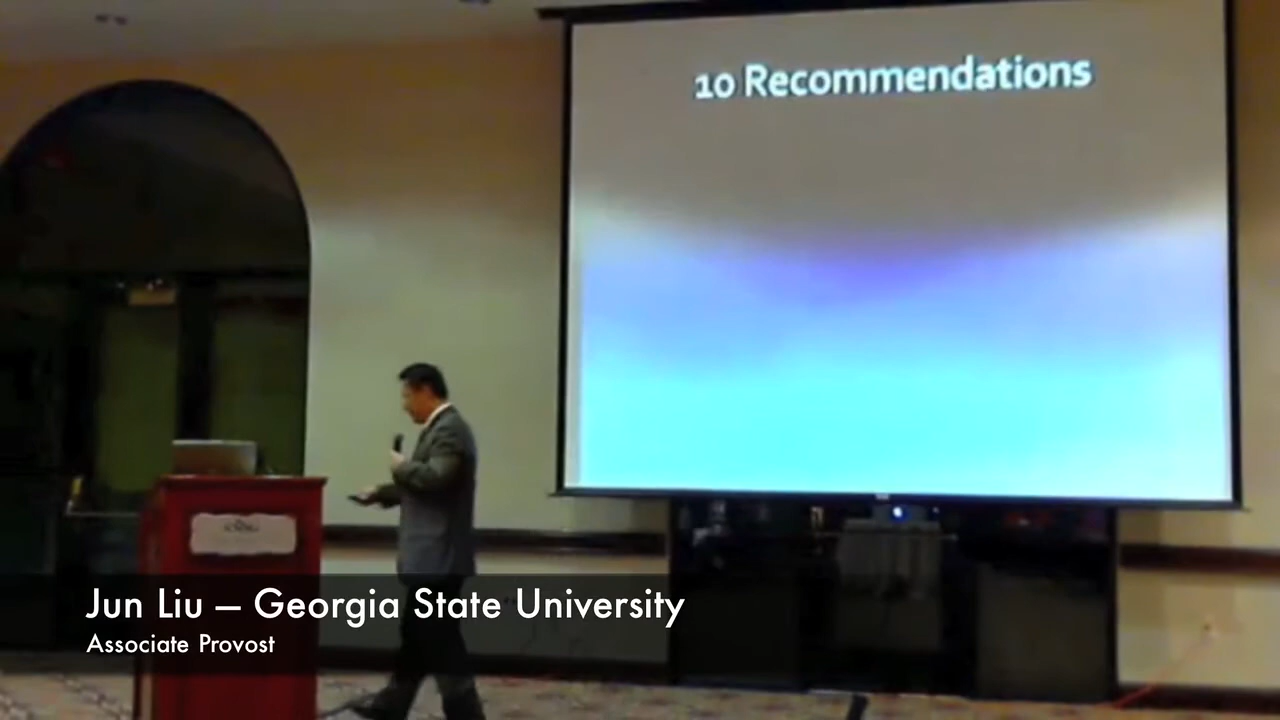 10 Recommendations
Jun Liu — Georgia State University
Associate Provost